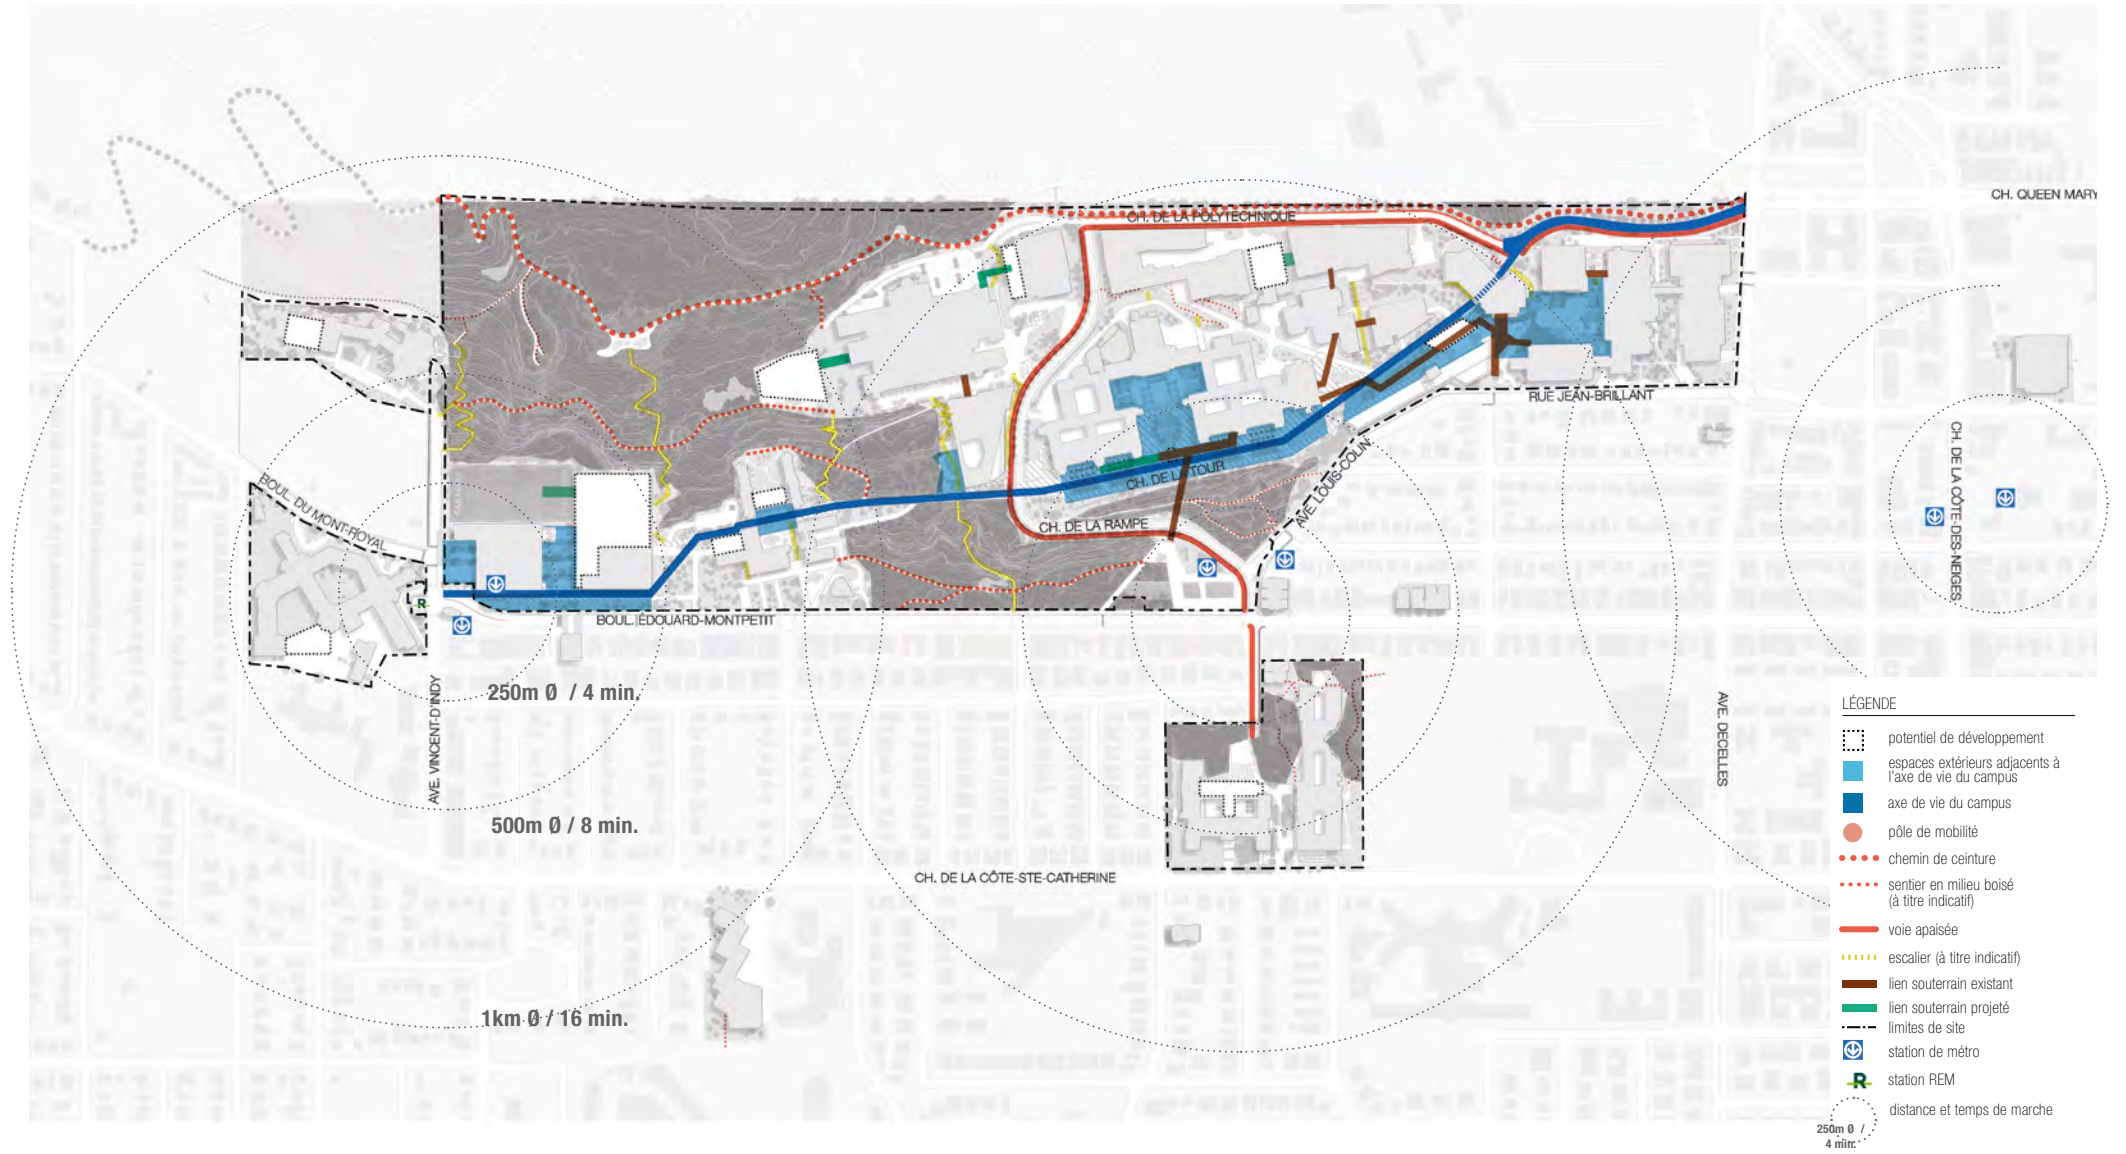 CH. QUEEN MARY
CH. DE LA POLYTECHNIQUE
RUE JEAN-BRILLANT
BOUL. DU MONT-ROYAL
CH. DE LA TOUR
AVE. LOUIS-COLIN
CH. DE LA CÔTE-DES-NEIGES
CH. DE LA RAMPE
R
BOUL. ÉDOUARD-MONTPETIT
250m Ø / 4 min.
AVE. VINCENT-D'INDY
AVE. DECELLES
500m Ø / 8 min.
CH. DE LA CÔTE-STE-CATHERINE
1km Ø / 16 min.
LÉGENDE
potentiel de développement
espaces extérieurs adjacents à
l'axe de vie du campus
axe de vie du campus
pôle de mobilité
chemin de ceinture
sentier en milieu boisé
(à titre indicatif)
voie apaisée
escalier (à titre indicatif)
lien souterrain existant
lien souterrain projeté
limites de site
station de métro
R
station REM
distance et temps de marche
250m Ø /
4 min.